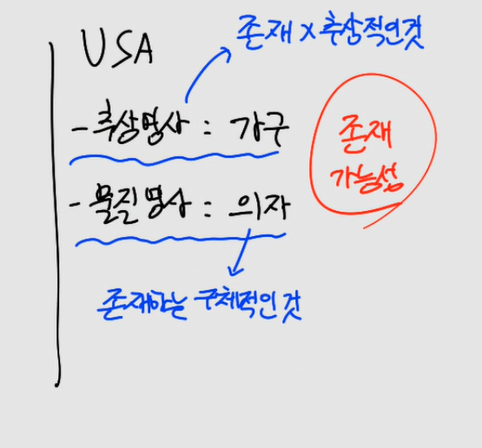 USA
존재 X 추상적인것
- 추상명사 : 가구
존재
가능성
- 물질명사 : 의자
존재하는 구체적인 것